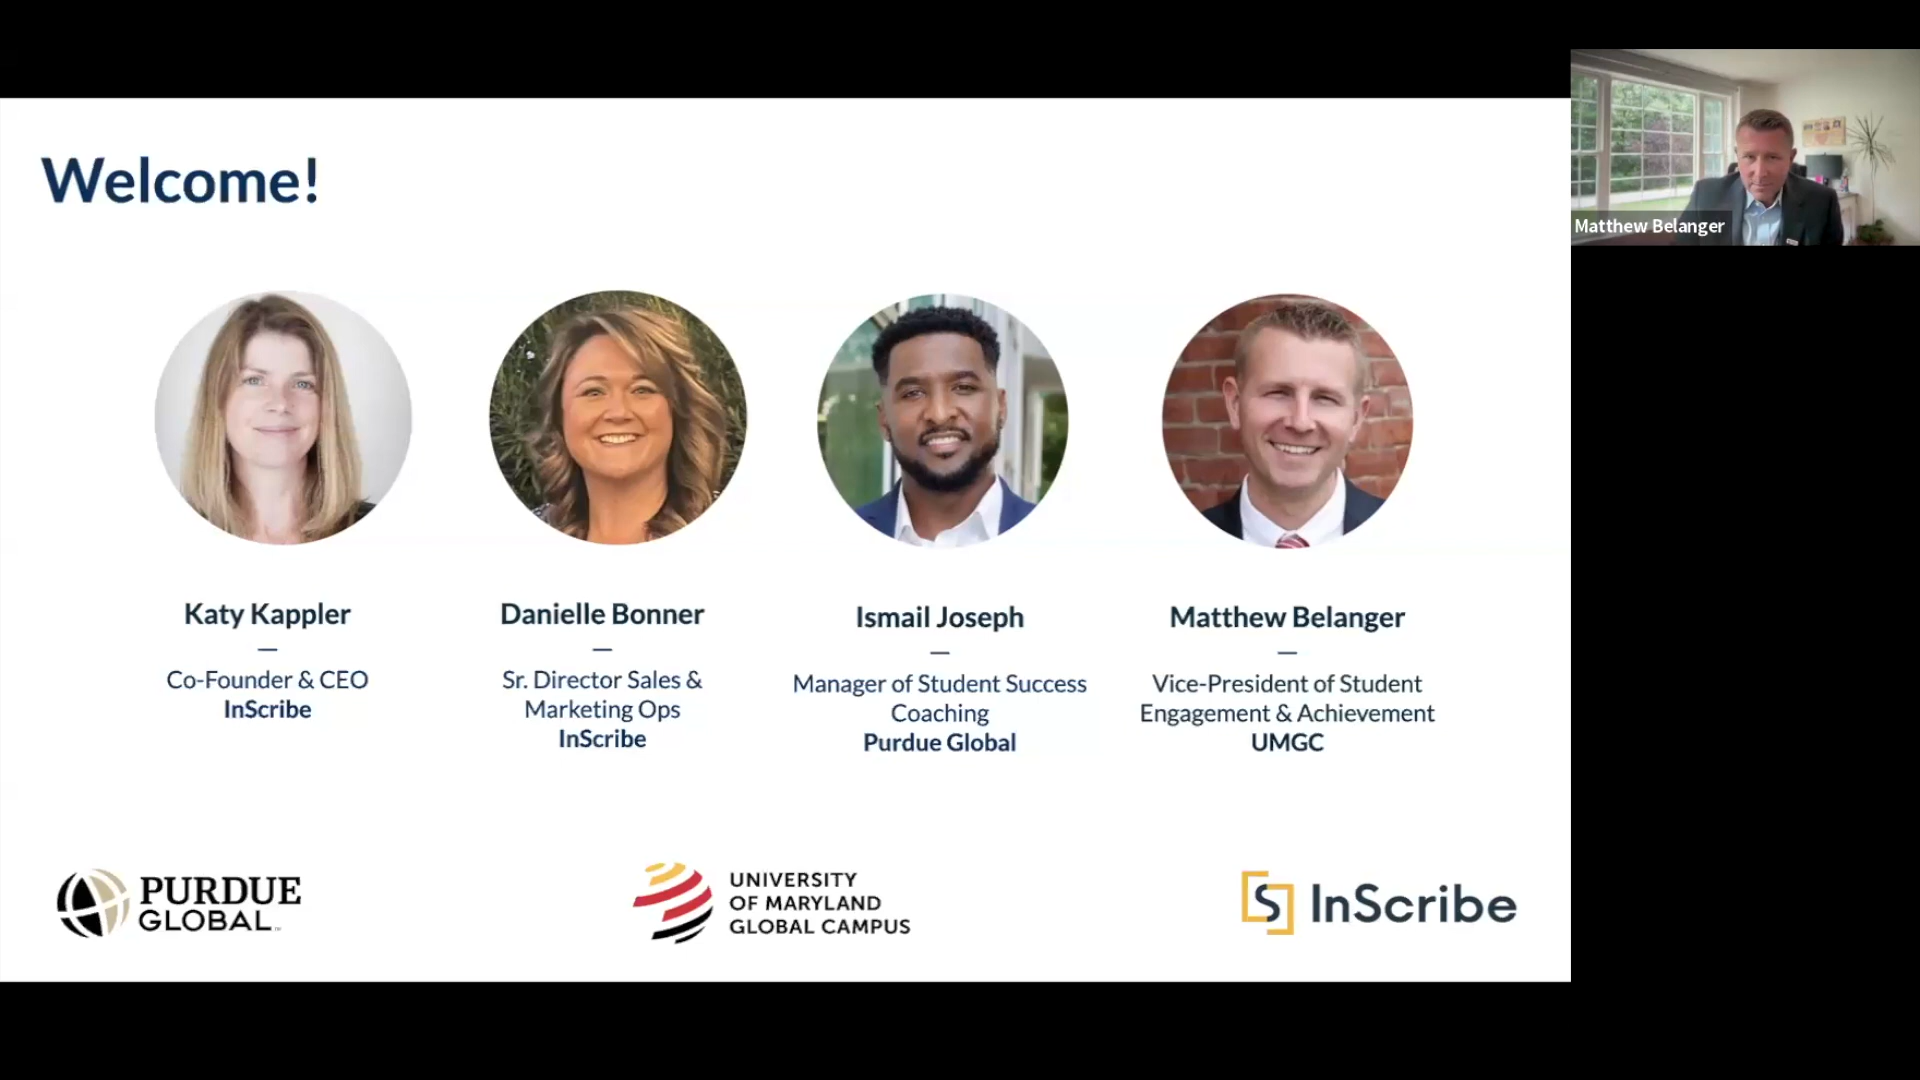 Welcome!
Matthew Belanger
Katy Kappler
—
Co-Founder & CEO
InScribe
Danielle Bonner
—
Sr. Director Sales &
Marketing Ops
InScribe
Ismail Joseph
—
Manager of Student Success
Coaching
Purdue Global
Matthew Belanger
—
Vice-President of Student
Engagement & Achievement
UMGC
PURDUE
GLOBAL™
UNIVERSITY
OF MARYLAND
GLOBAL CAMPUS
S InScribe